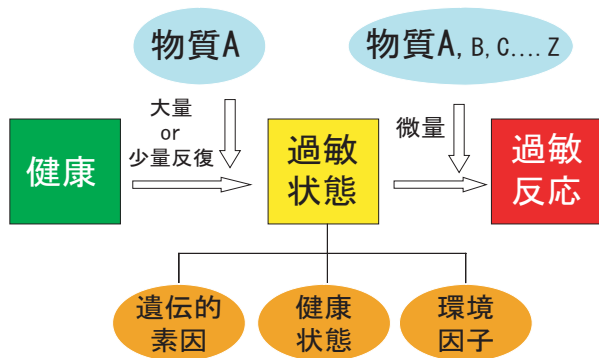 物質A
物質A, B, C.... Z
大量
or
少量反復
微量
健康
過敏
状態
過敏
反応
遺伝的
素因
健康
状態
環境
因子